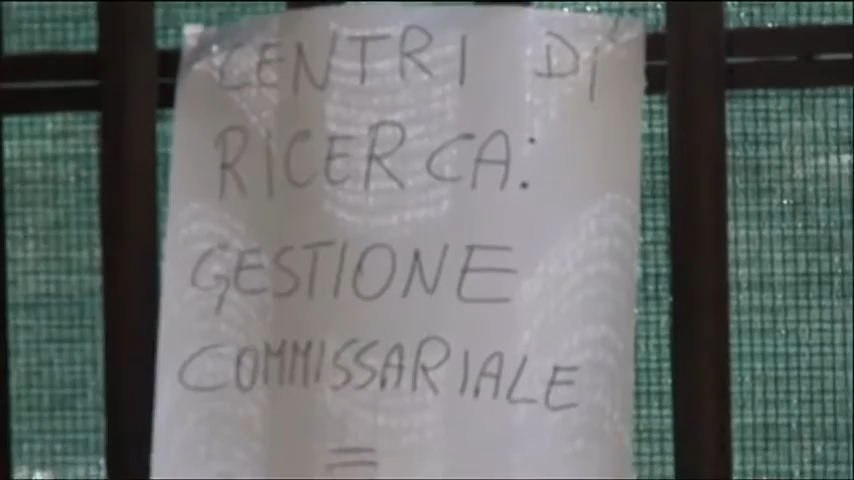 CENTRI DI
RICERCA:
GESTIONE
COMMISSARIALE
=